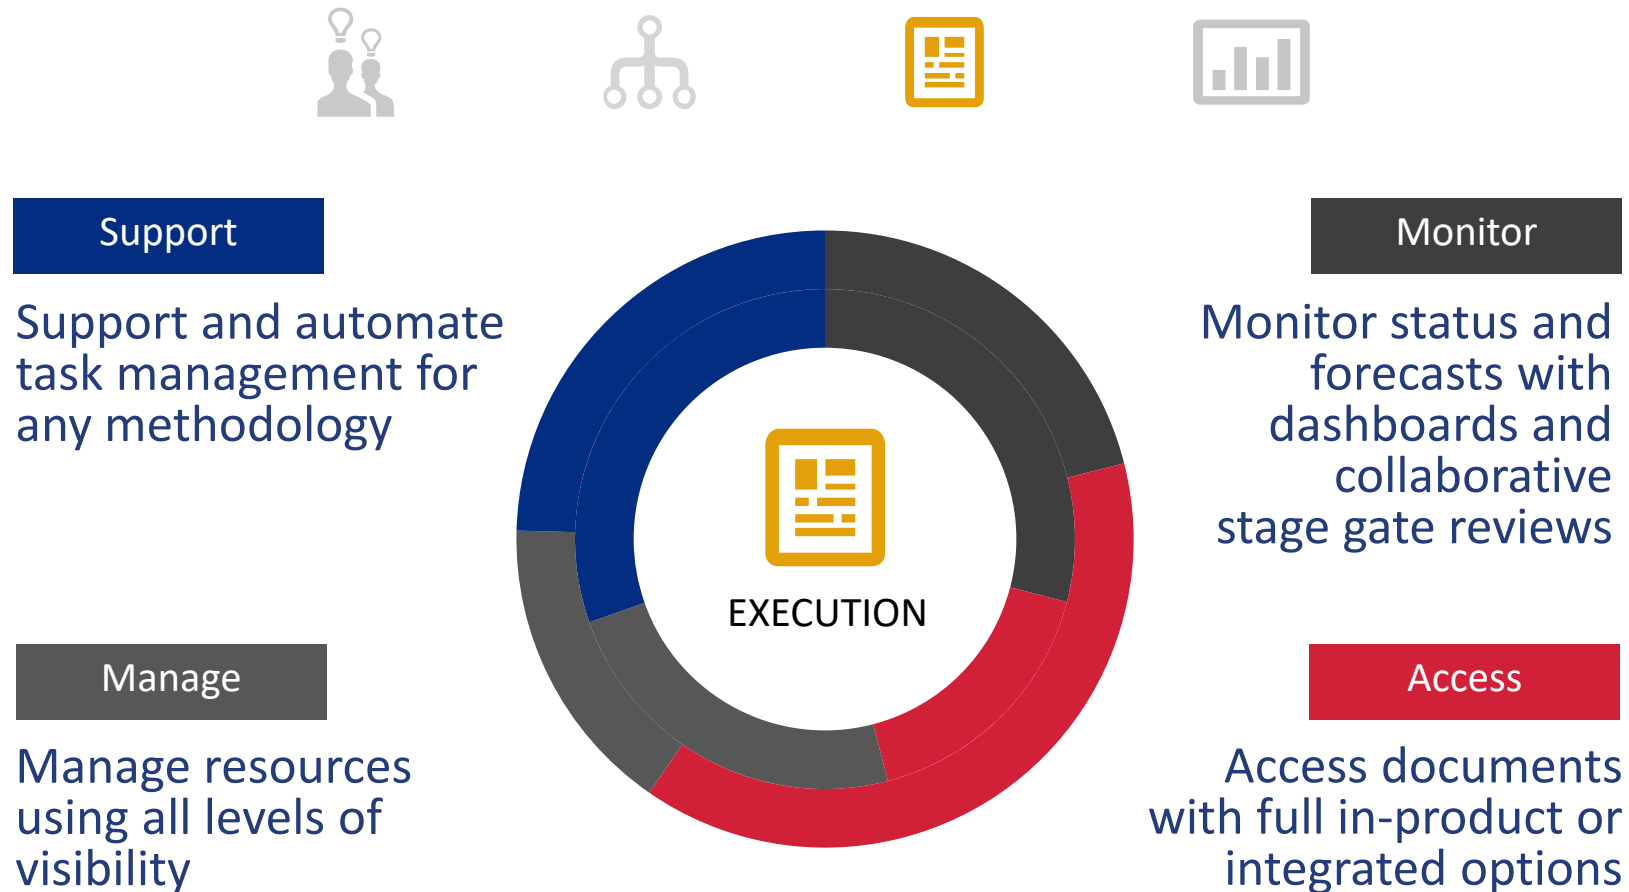 Support
Support and automate
task management for
any methodology
Monitor
Monitor status and
forecasts with
dashboards and
collaborative
stage gate reviews
EXECUTION
Manage
Manage resources
using all levels of
visibility
Access
Access documents
with full in-product or
integrated options